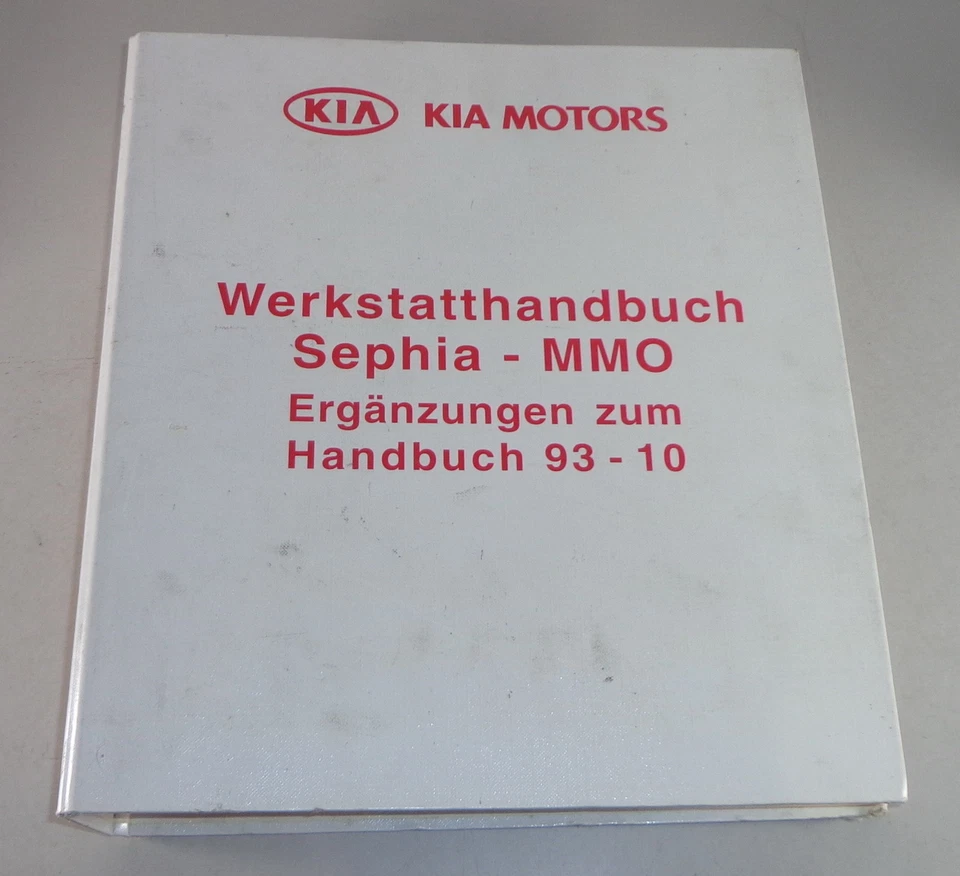 KIA KIA MOTORS
Werkstatthandbuch
Sephia - MMO
Ergänzungen zum
Handbuch 93 - 10